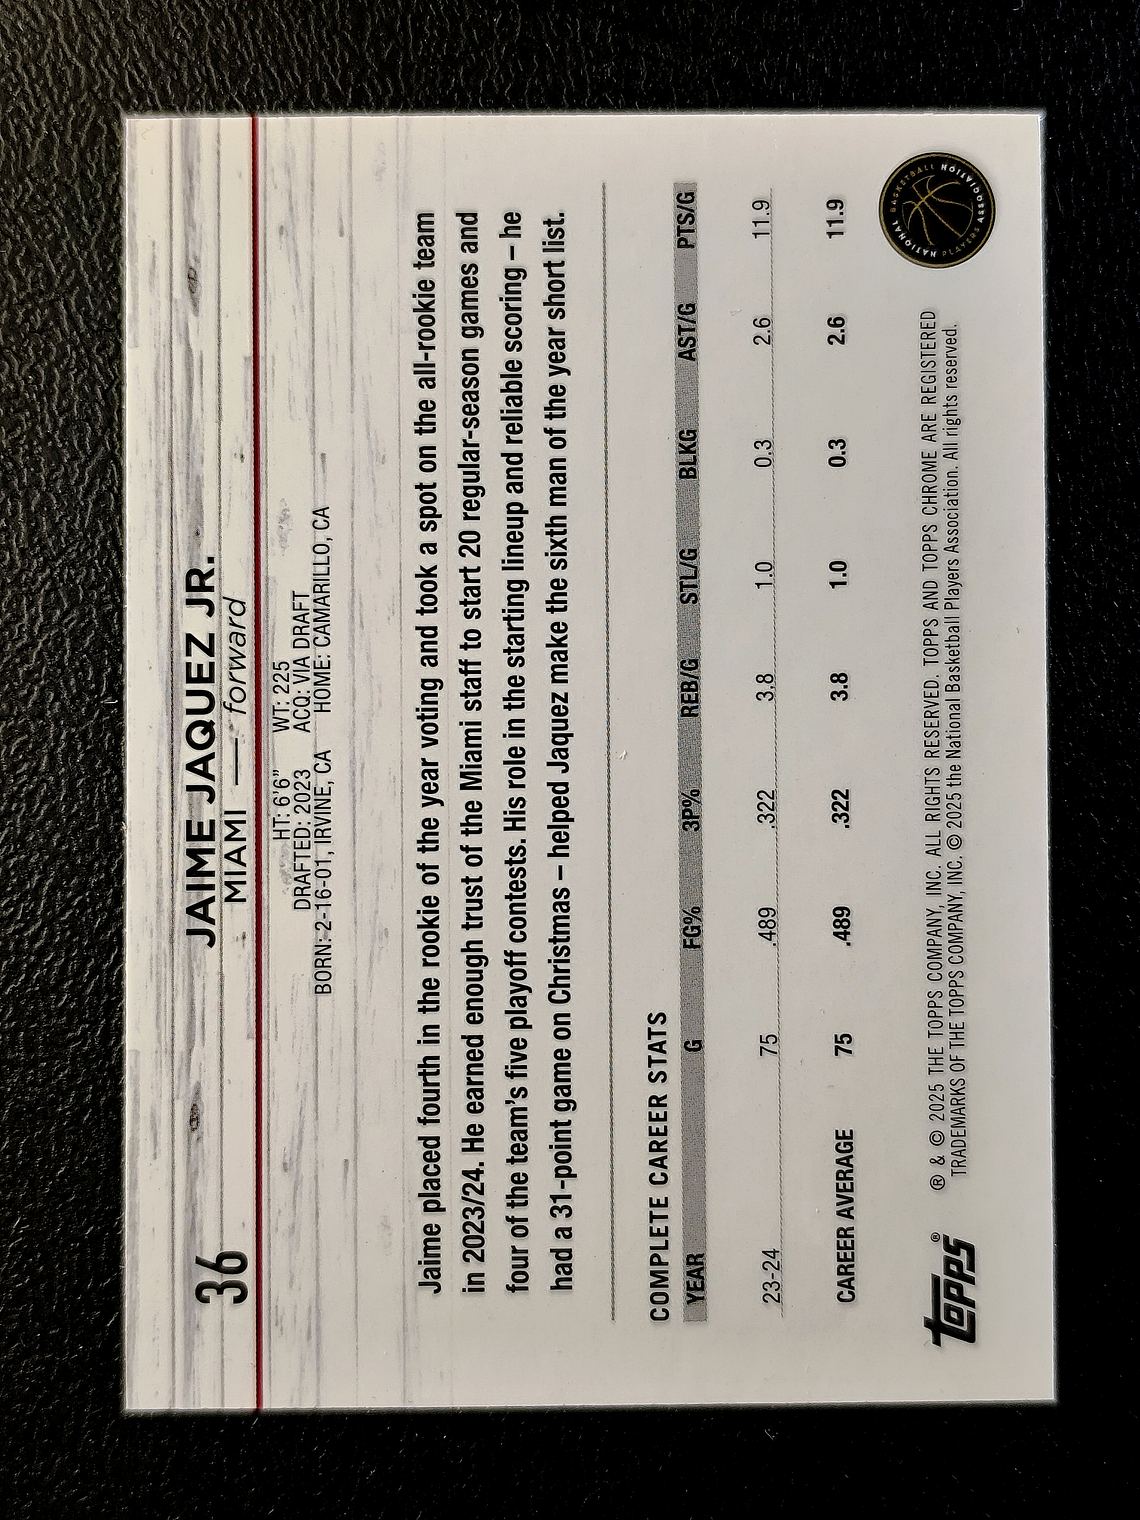 36
JAIME JAQUEZ JR.
MIAMI — forward
HT: 6'6" WT: 225
DRAFTED: 2023 ACQ: VIA DRAFT
BORN: 2-16-01, IRVINE, CA HOME: CAMARILLO, CA
Jaime placed fourth in the rookie of the year voting and took a spot on the all-rookie team
in 2023/24. He earned enough trust of the Miami staff to start 20 regular-season games and
four of the team's five playoff contests. His role in the starting lineup and reliable scoring – he
had a 31-point game on Christmas – helped Jaquez make the sixth man of the year short list.
COMPLETE CAREER STATS
YEAR G FG% 3P% REB/G STL/G BLKG AST/G PTS/G
23-24 75 .489 .322 3.8 1.0 0.3 2.6 11.9
CAREER AVERAGE 75 .489 .322 3.8 1.0 0.3 2.6 11.9
topps®
® & © 2025 THE TOPPS COMPANY, INC. ALL RIGHTS RESERVED. TOPPS AND TOPPS CHROME ARE REGISTERED
TRADEMARKS OF THE TOPPS COMPANY, INC. © 2025 the National Basketball Players Association. All rights reserved.
NATIONAL BASKETBALL
PLAYERS ASSOCIATION